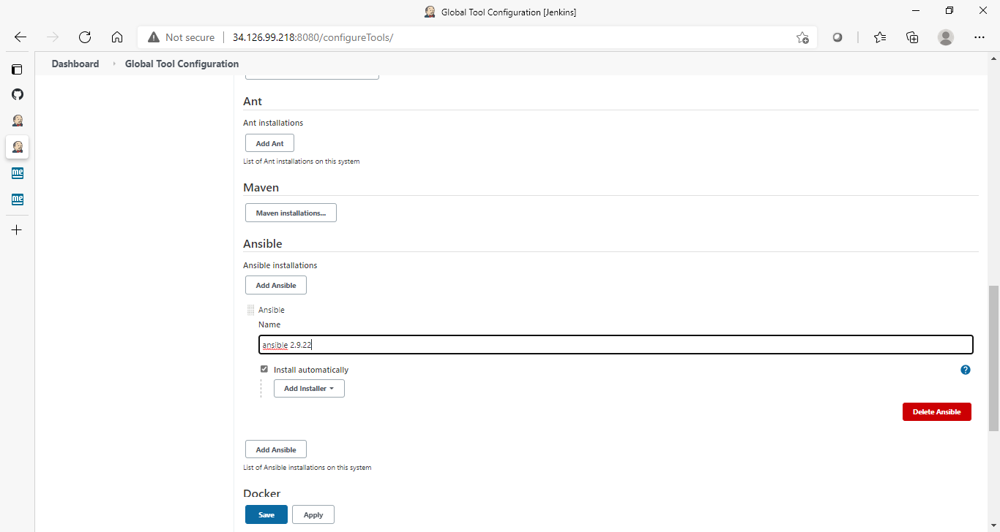 Global Tool Configuration [Jenkins]
Not secure
34.126.99.218:8080/configureTools/
Dashboard
Global Tool Configuration
Ant
Ant installations
Add Ant
List of Ant installations on this system
Maven
Maven installations...
Ansible
Ansible installations
Add Ansible
Ansible
Name
ansible 2.9.22
Install automatically
?
Add Installer
Delete Ansible
Add Ansible
List of Ansible installations on this system
Docker
Save
Apply
me
me